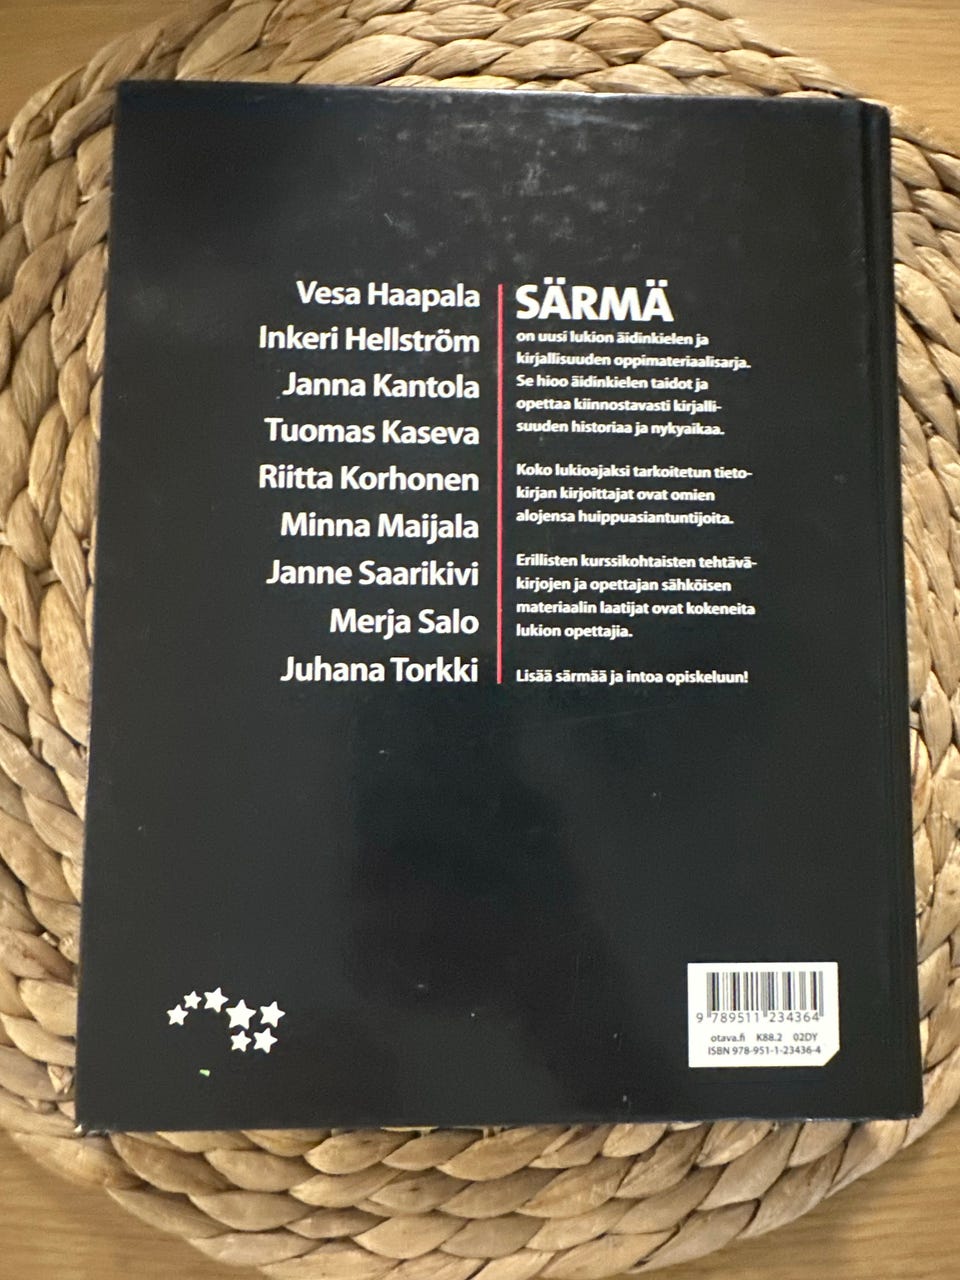 Vesa Haapala
Inkeri Hellström
Janna Kantola
Tuomas Kaseva
Riitta Korhonen
Minna Maijala
Janne Saarikivi
Merja Salo
Juhana Torkki
SÄRMÄ
on uusi lukion äidinkielen ja
kirjallisuuden oppimateriaalisarja.
Se hioo äidinkielen taidot ja
opettaa kiinnostavasti kirjalli-
suuden historiaa ja nykyaikaa.
Koko lukioajaksi tarkoitetun tieto-
kirjan kirjoittajat ovat omien
alojensa huippuasiantuntijoita.
Erillisten kurssikohtaisten tehtävä-
kirjojen ja opettajan sähköisen
materiaalin laatijat ovat kokeneita
lukion opettajia.
Lisää särmää ja intoa opiskeluun!
9 789511 234364
otava.fi K88.2 02DY
ISBN 978-951-1-23436-4